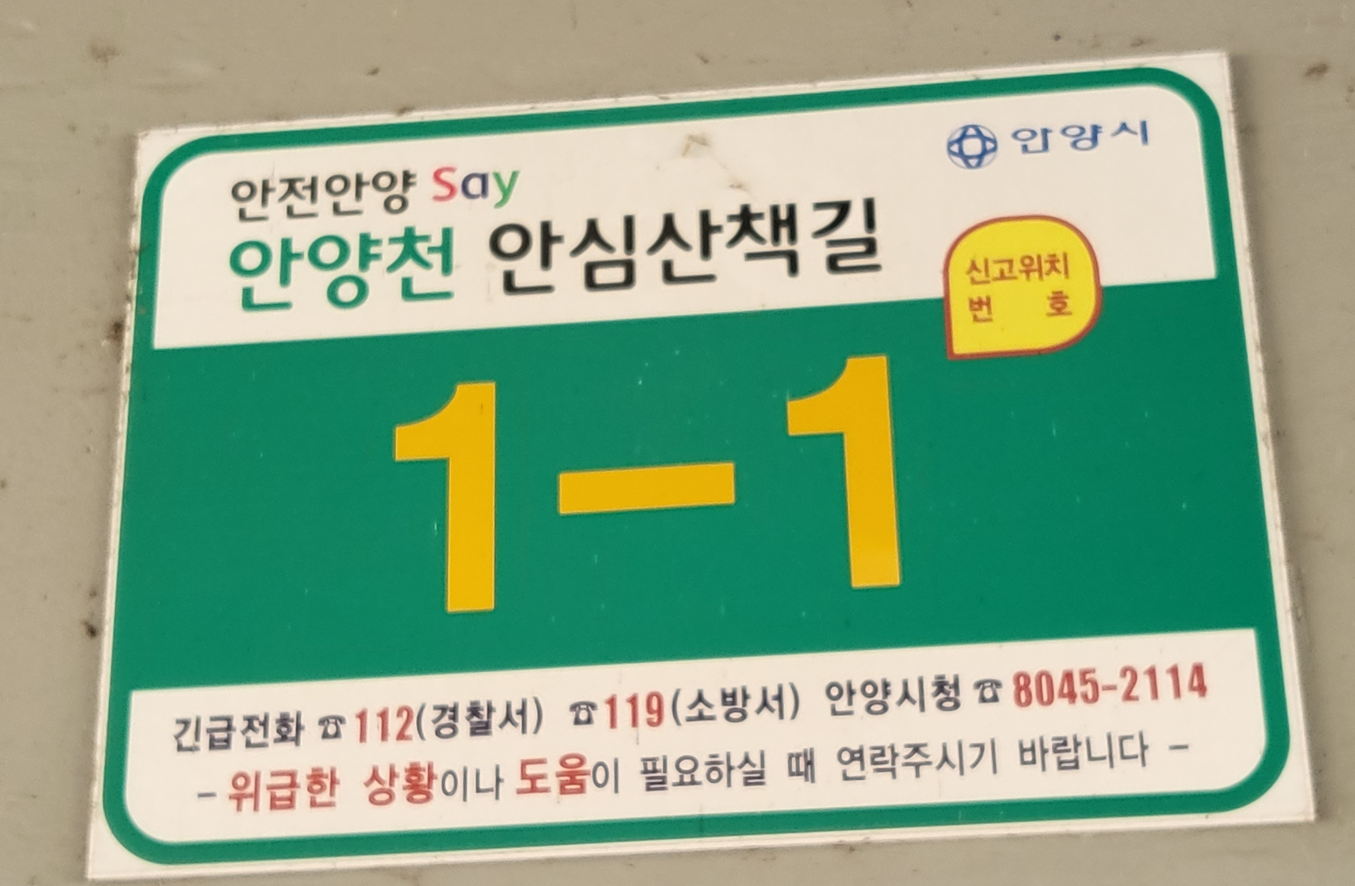 안양시
안전안양 Say
안양천 안심산책길
신고위치
번 호
1-1
긴급전화 ☎112(경찰서) ☎119(소방서) 안양시청 ☎8045-2114
- 위급한 상황이나 도움이 필요하실 때 연락주시기 바랍니다 -